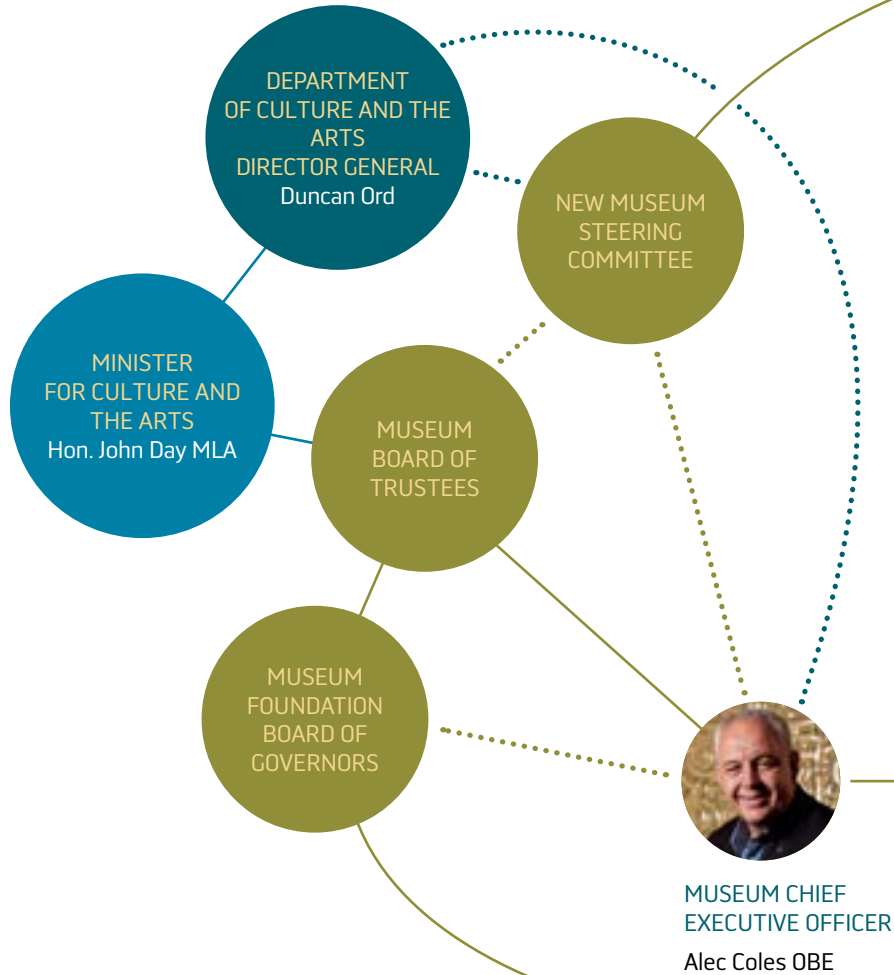 DEPARTMENT
OF CULTURE AND THE
ARTS
DIRECTOR GENERAL
Duncan Ord
NEW MUSEUM
STEERING
COMMITTEE
MINISTER
FOR CULTURE AND
THE ARTS
Hon. John Day MLA
MUSEUM
BOARD OF
TRUSTEES
MUSEUM
FOUNDATION
BOARD OF
GOVERNORS
MUSEUM CHIEF
EXECUTIVE OFFICER
Alec Coles OBE